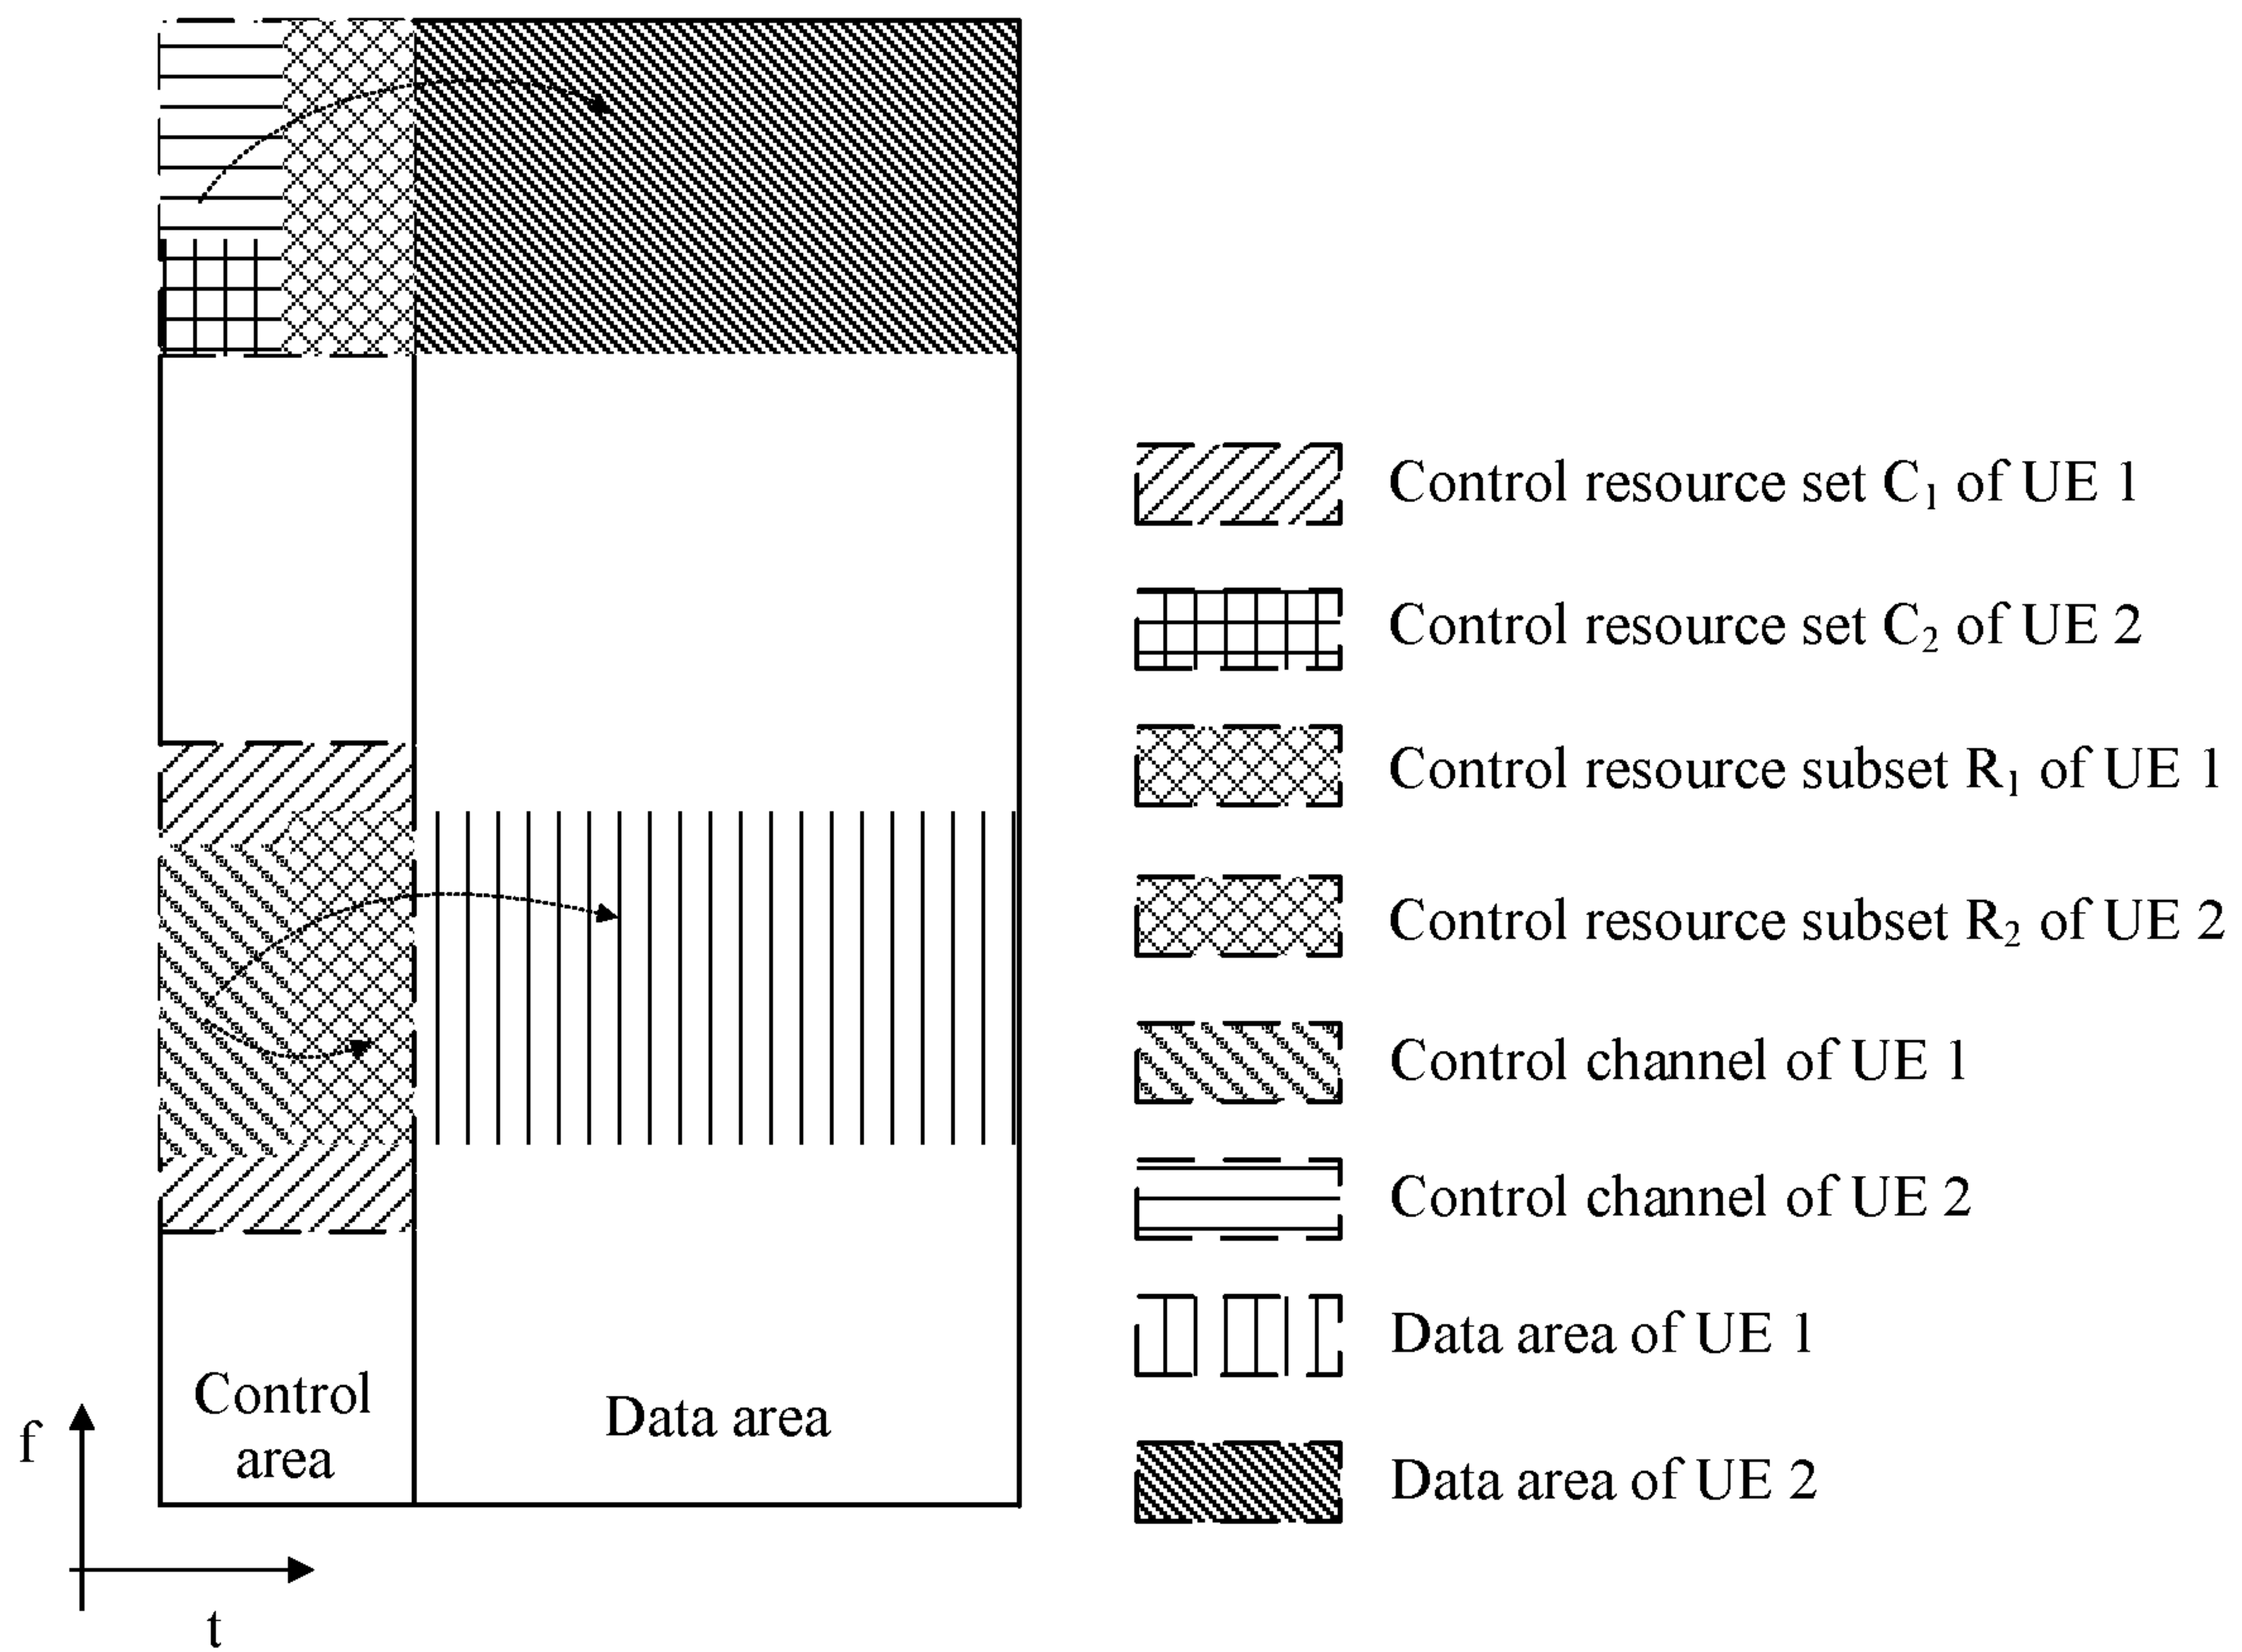 Control resource set C₁ of UE 1
Control resource set C₂ of UE 2
Control resource subset R₁ of UE 1
Control resource subset R₂ of UE 2
Control channel of UE 1
Control channel of UE 2
Data area of UE 1
Data area of UE 2
Control
area
Data area
f
t